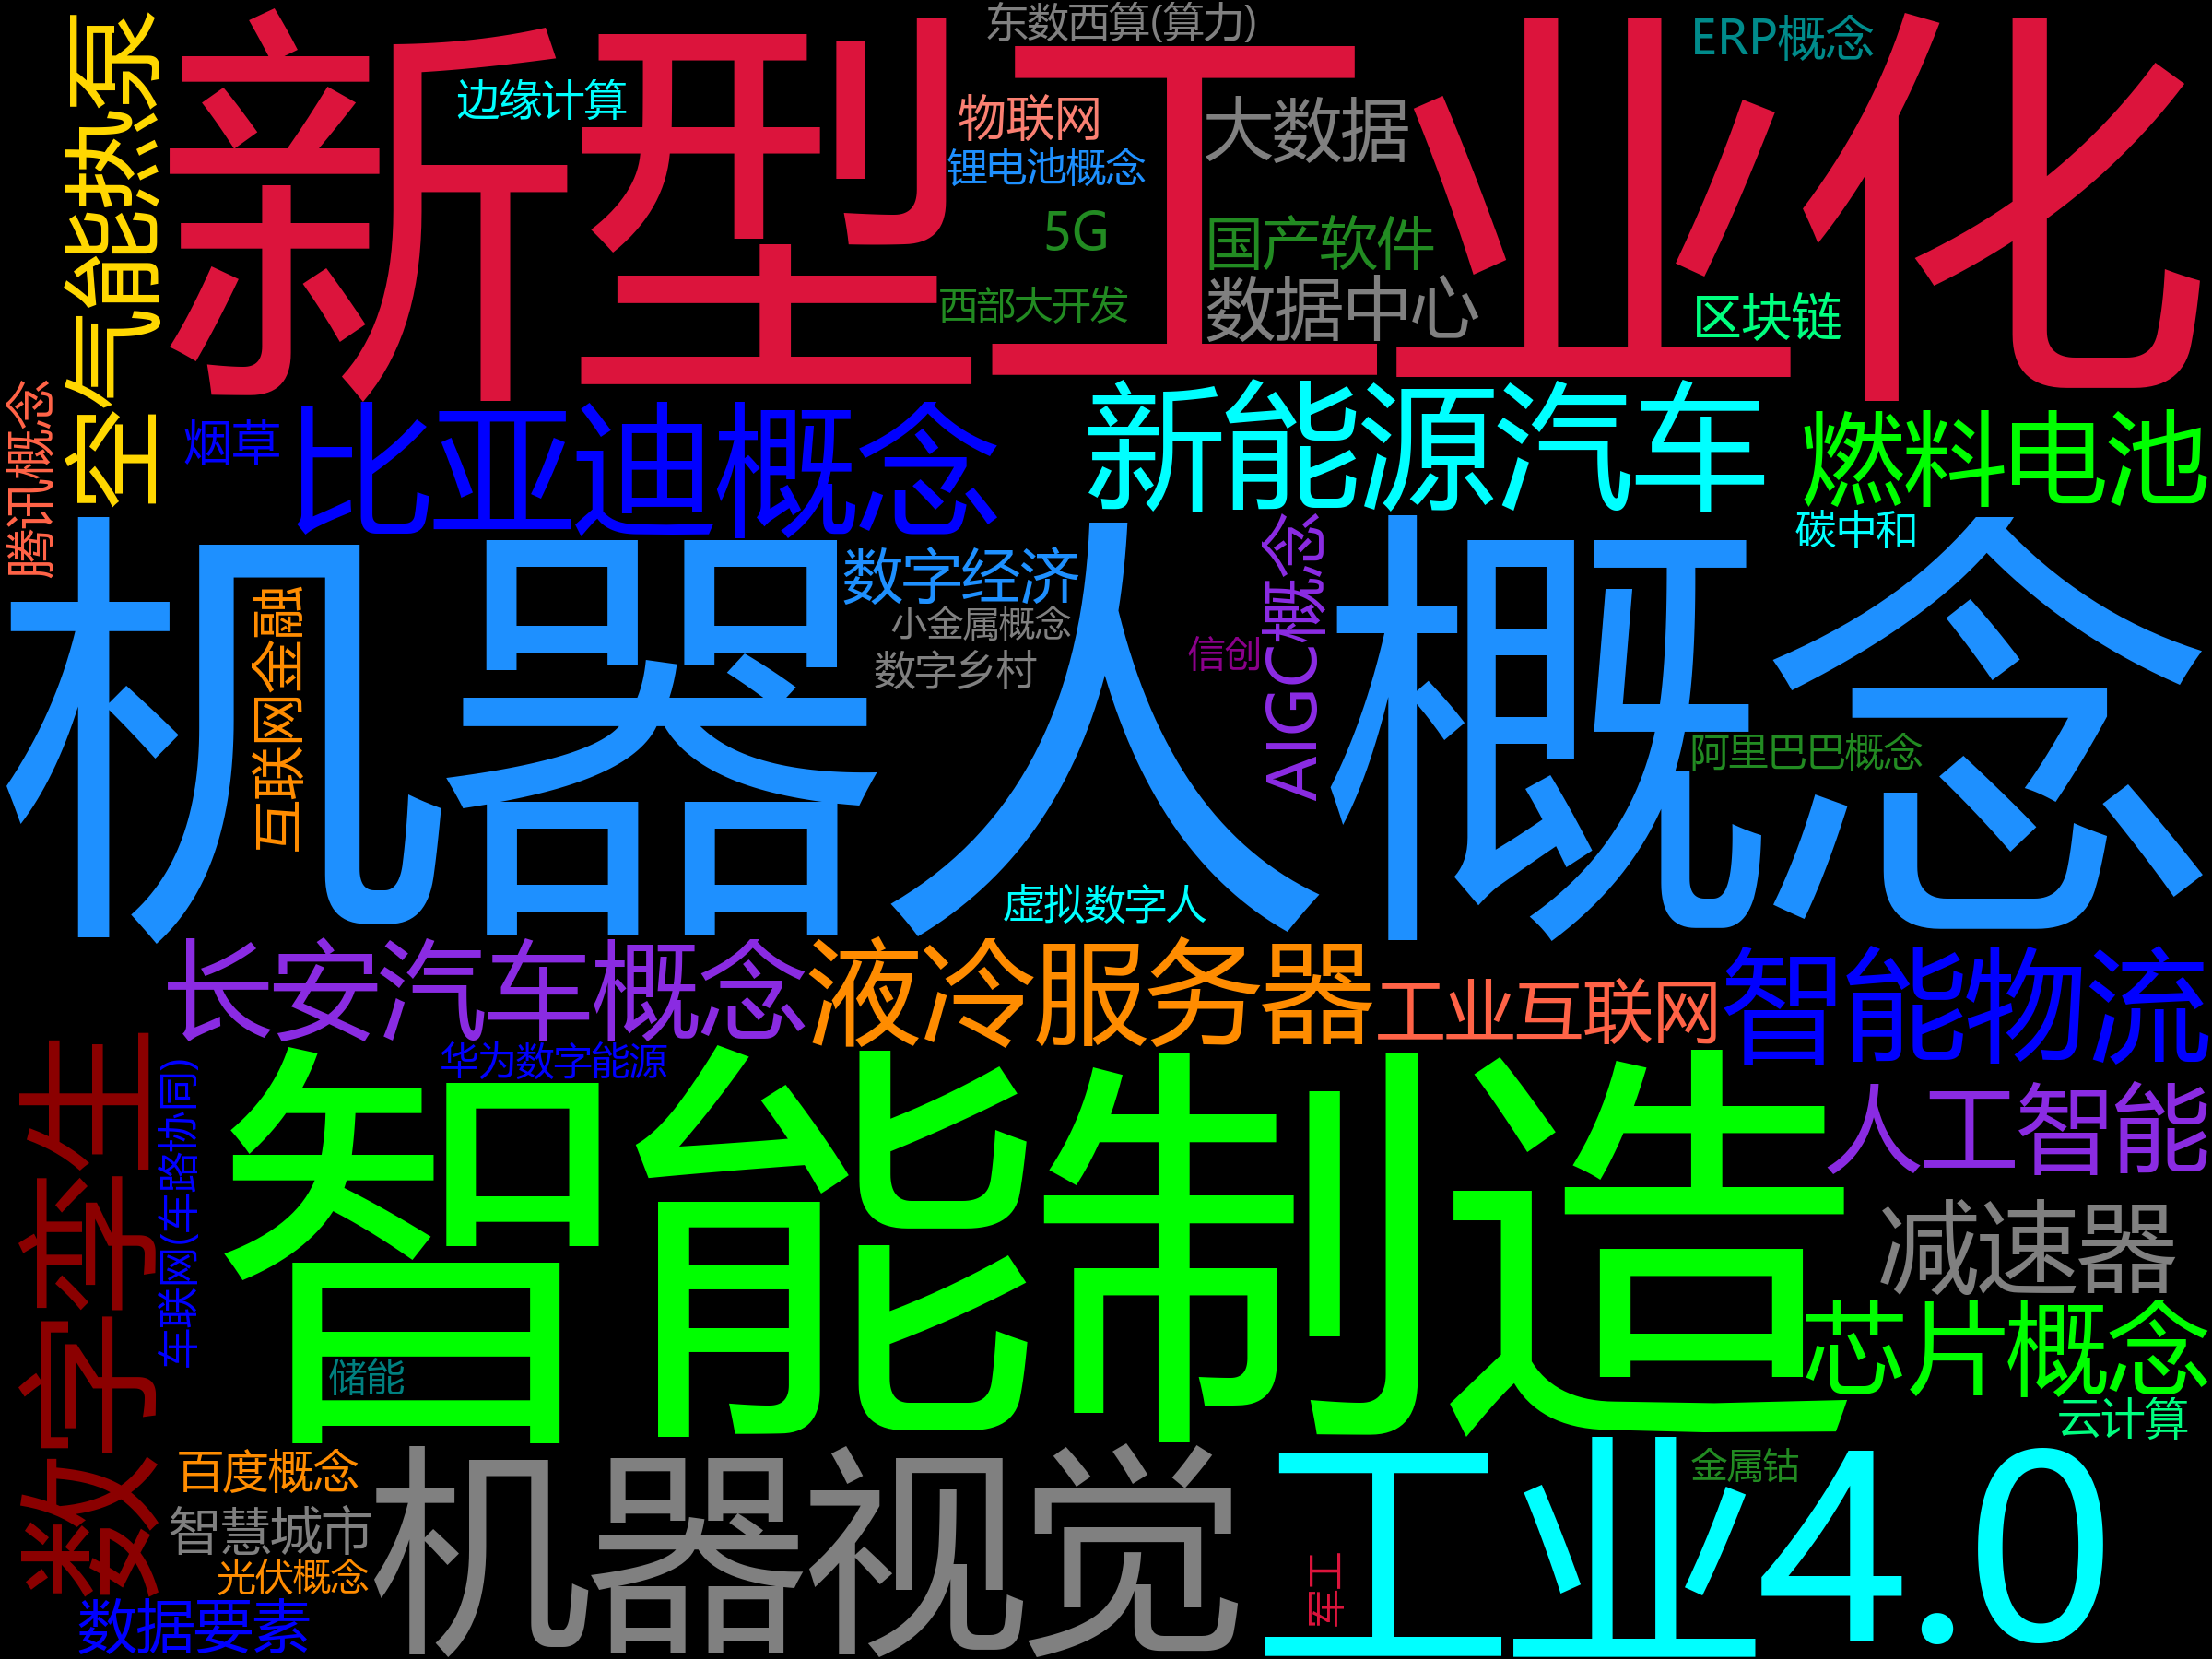 东数西算(算力)
ERP概念
新型工业化
边缘计算
物联网
大数据
锂电池概念
5G
国产软件
西部大开发
数据中心
区块链
空气能热泵
腾讯概念
烟草
比亚迪概念
新能源汽车
燃料电池
碳中和
机器人概念
数字经济
小金属概念
数字乡村
信创
AIGC概念
互联网金融
阿里巴巴概念
虚拟数字人
长安汽车概念
液冷服务器
工业互联网
智能物流
华为数字能源
数字孪生
车联网(车路协同)
智能制造
人工智能
减速器
芯片概念
储能
云计算
百度概念
机器视觉
工业4.0
金属钴
智慧城市
光伏概念
军工
数据要素